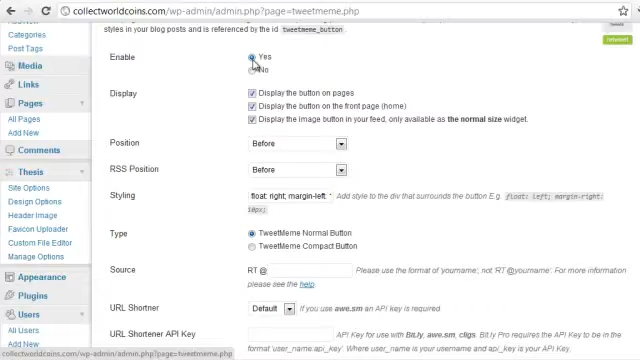 collectworldcoins.com/wp-admin/admin.php?page=tweetmeme.php
Categories
Post Tags
Media
Links
Pages
All Pages
Add New
Comments
Thesis
Site Options
Design Options
Header Image
Favicon Uploader
Custom File Editor
Manage Options
Appearance
Plugins
Users
All Users
collectworldcoins.com/wp-admin/admin.php?page=tweetmeme.php
styles in your blog posts and is referenced by the id tweetmeme_button.
retweet
Enable
Yes
No
Display
Display the button on pages
Display the button on the front page (home)
Display the image button in your feed, only available as the normal size widget.
Position
Before
RSS Position
Before
Styling
float: right; margin-left:
Add style to the div that surrounds the button E.g. float: left; margin-right:
10px;
Type
TweetMeme Normal Button
TweetMeme Compact Button
Source
RT @
Please use the format of 'yourname', not 'RT @yourname'. For more information
please see the help
URL Shortner
Default
If you use awe.sm an API key is required
URL Shortener API Key
API Key for use with Bit.ly, awe.sm, cligs. Bit.ly Pro requires the API Key to be in
the format 'user_name,api_key'. Where user_name is your username and api_key is your API key.